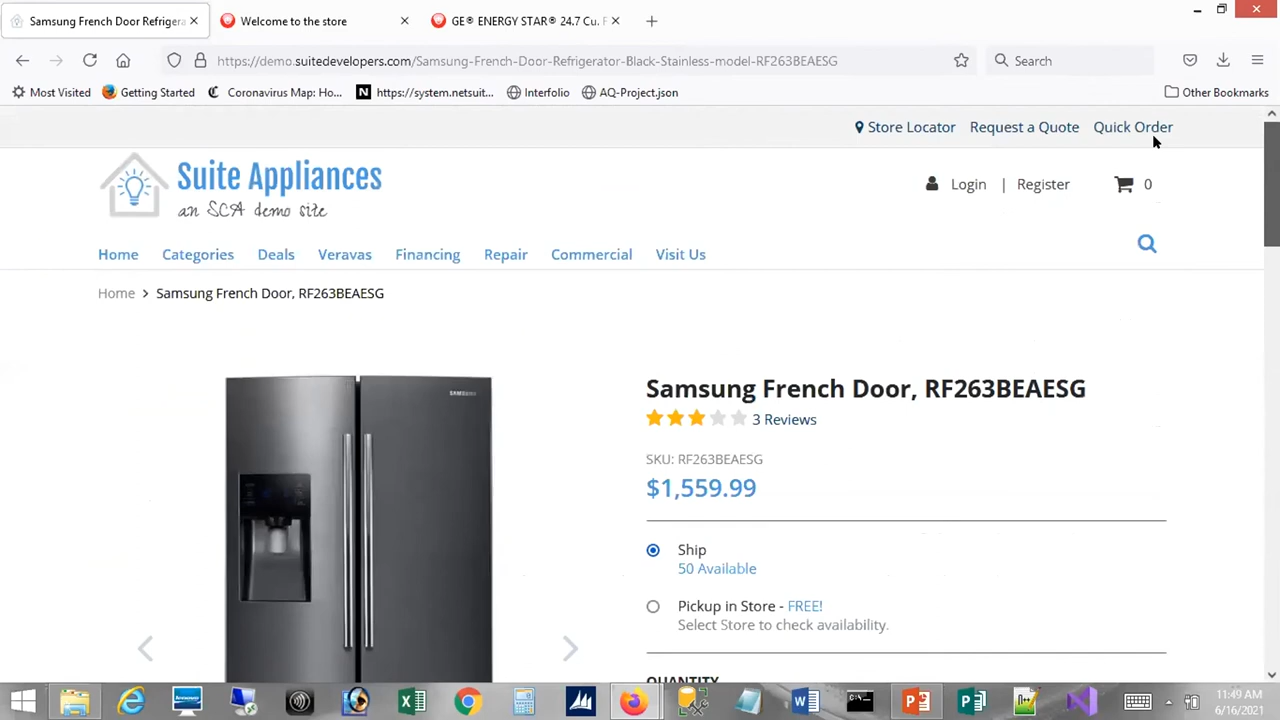 Samsung French Door Refrigera
Welcome to the store
GE® ENERGY STAR® 24.7 Cu. F
https://demo.suitedevelopers.com/Samsung-French-Door-Refrigerator-Black-Stainless-model-RF263BEAESG
Search
Most Visited
Getting Started
Coronavirus Map: Ho...
https://system.netsuit...
Interfolio
AQ-Project.json
Other Bookmarks
Store Locator
Request a Quote
Quick Order
Suite Appliances
an SCA demo site
Login | Register
0
Home
Categories
Deals
Veravas
Financing
Repair
Commercial
Visit Us
Home > Samsung French Door, RF263BEAESG
SAMSUNG
Samsung French Door, RF263BEAESG
3 Reviews
SKU: RF263BEAESG
$1,559.99
Ship
50 Available
Pickup in Store - FREE!
Select Store to check availability.
QUANTITY
11:49 AM
6/16/2021